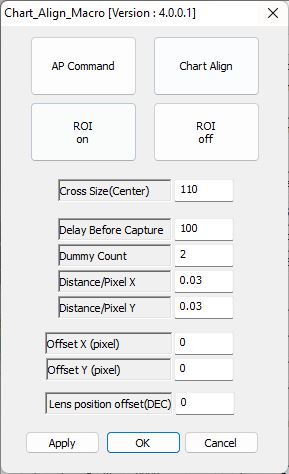 Chart_Align_Macro [Version : 4.0.0.1]
AP Command
Chart Align
ROI
on
ROI
off
Cross Size(Center) 110
Delay Before Capture 100
Dummy Count 2
Distance/Pixel X 0.03
Distance/Pixel Y 0.03
Offset X (pixel) 0
Offset Y (pixel) 0
Lens position offset(DEC) 0
Apply OK Cancel